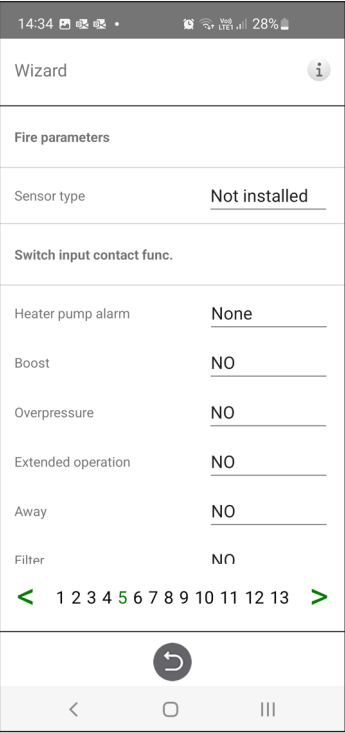 14:34 Vo)) LTE1 28%
Wizard i
Fire parameters
Sensor type Not installed
Switch input contact func.
Heater pump alarm None
Boost NO
Overpressure NO
Extended operation NO
Away NO
Filter NO
< 1 2 3 4 5 6 7 8 9 10 11 12 13 >